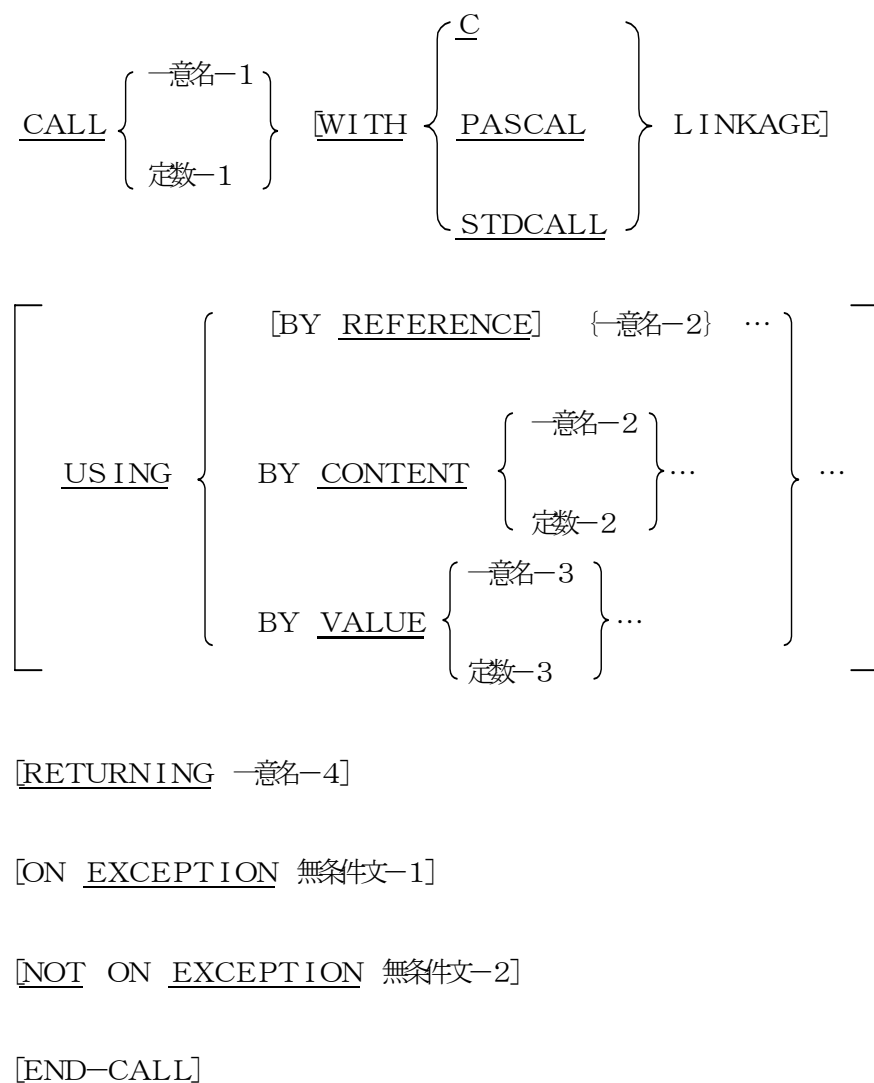 C
一意名－１
CALL [WITH PASCAL LINKAGE]
定数－１
STDCALL
[BY REFERENCE] {一意名－２} …
一意名－２
USING BY CONTENT … …
定数－２
一意名－３
BY VALUE …
定数－３
[RETURNING 一意名－４]
[ON EXCEPTION 無条件文－１]
[NOT ON EXCEPTION 無条件文－２]
[END－CALL]